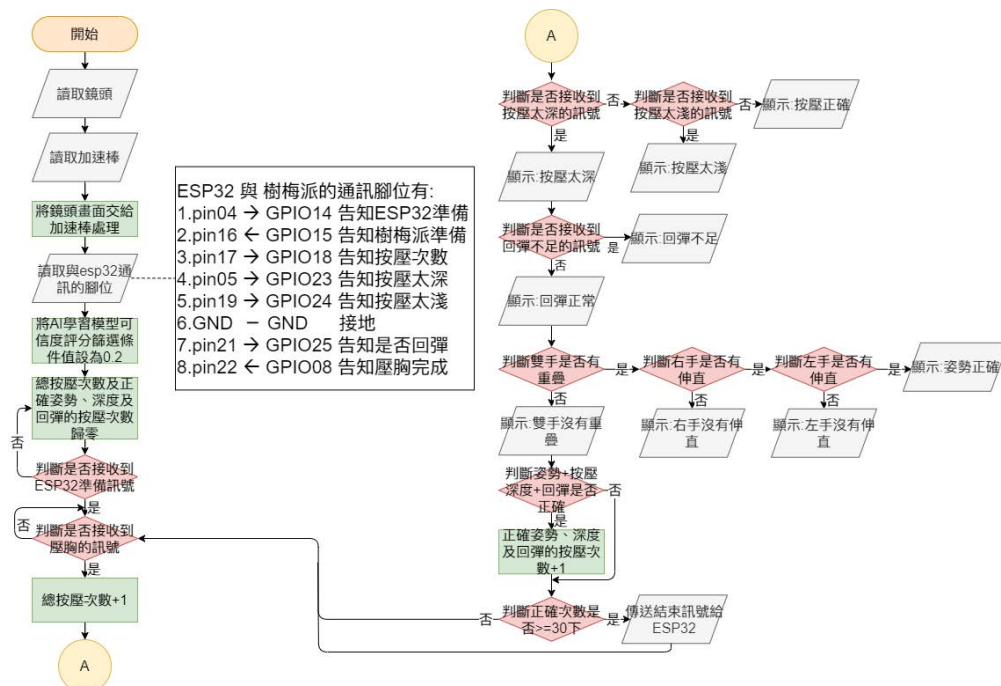 開始
讀取鏡頭
讀取加速棒
將鏡頭畫面交給
加速棒處理
讀取與esp32通
訊的腳位
將AI學習模型可
信度評分篩選條
件值設為0.2
總按壓次數及正
確姿勢、深度及
回彈的按壓次數
歸零
否
判斷是否接收到
ESP32準備訊號
是
否
判斷是否接收到
壓胸的訊號
是
總按壓次數+1
A
ESP32 與 樹梅派的通訊腳位有:
1.pin04 → GPIO14 告知ESP32準備
2.pin16 ← GPIO15 告知樹梅派準備
3.pin17 → GPIO18 告知按壓次數
4.pin05 → GPIO23 告知按壓太深
5.pin19 → GPIO24 告知按壓太淺
6.GND – GND 接地
7.pin21 → GPIO25 告知是否回彈
8.pin22 ← GPIO08 告知壓胸完成
A
判斷是否接收到
按壓太深的訊號
否
判斷是否接收到
按壓太淺的訊號
否
顯示:按壓正確
是
是
顯示:按壓太深
顯示:按壓太淺
判斷是否接收到
回彈不足的訊號
是
顯示:回彈不足
否
顯示:回彈正常
判斷雙手是否有
重疊
是
判斷右手是否有
伸直
是
判斷左手是否有
伸直
是
顯示:姿勢正確
否
否
否
顯示:雙手沒有重
疊
顯示:右手沒有伸
直
顯示:左手沒有伸
直
判斷姿勢+按壓
深度+回彈是否
正確
否
是
正確姿勢、深度
及回彈的按壓次
數+1
否
判斷正確次數是
否>=30下
是
傳送結束訊號給
ESP32